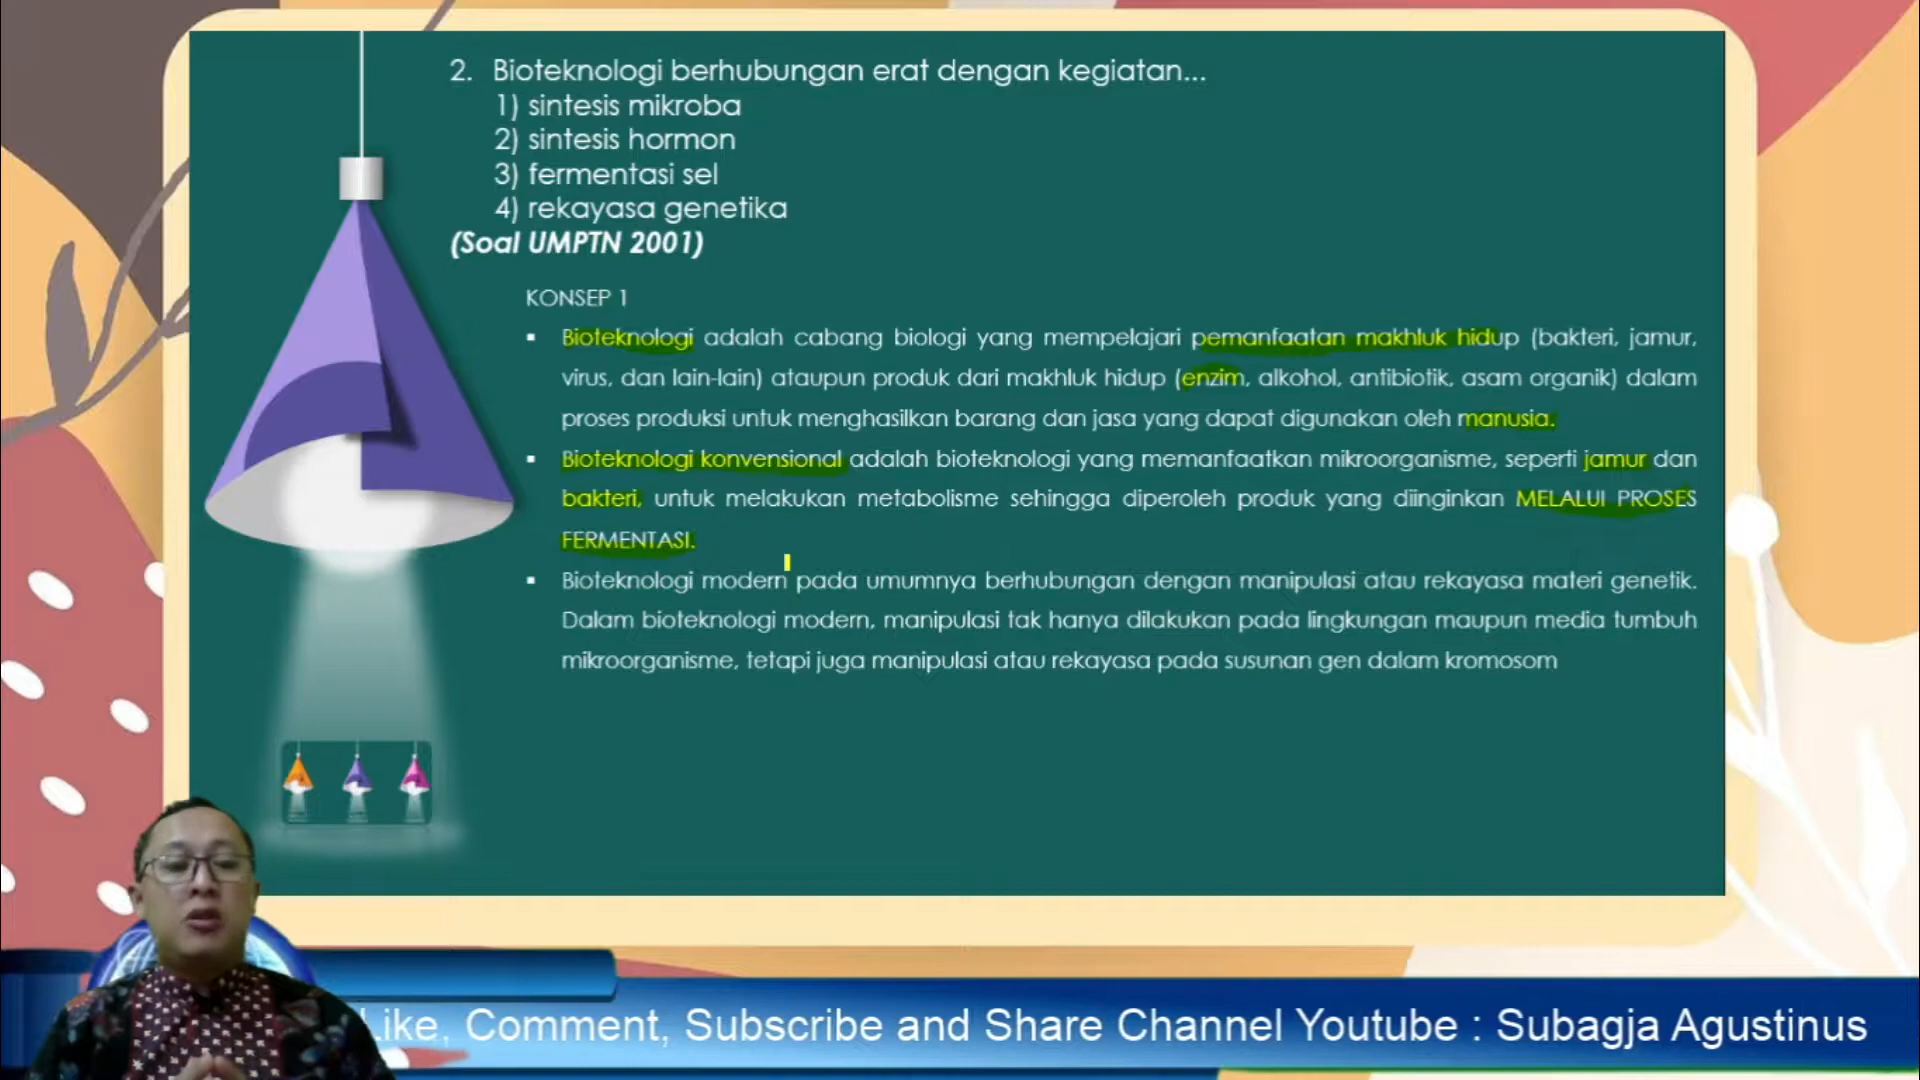 2. Bioteknologi berhubungan erat dengan kegiatan...
1) sintesis mikroba
2) sintesis hormon
3) fermentasi sel
4) rekayasa genetika
(Soal UMPTN 2001)
KONSEP 1
▪ Bioteknologi adalah cabang biologi yang mempelajari pemanfaatan makhluk hidup (bakteri, jamur,
virus, dan lain-lain) ataupun produk dari makhluk hidup (enzim, alkohol, antibiotik, asam organik) dalam
proses produksi untuk menghasilkan barang dan jasa yang dapat digunakan oleh manusia.
▪ Bioteknologi konvensional adalah bioteknologi yang memanfaatkan mikroorganisme, seperti jamur dan
bakteri, untuk melakukan metabolisme sehingga diperoleh produk yang diinginkan MELALUI PROSES
FERMENTASI.
▪ Bioteknologi modern pada umumnya berhubungan dengan manipulasi atau rekayasa materi genetik.
Dalam bioteknologi modern, manipulasi tak hanya dilakukan pada lingkungan maupun media tumbuh
mikroorganisme, tetapi juga manipulasi atau rekayasa pada susunan gen dalam kromosom
Like, Comment, Subscribe and Share Channel Youtube : Subagja Agustinus